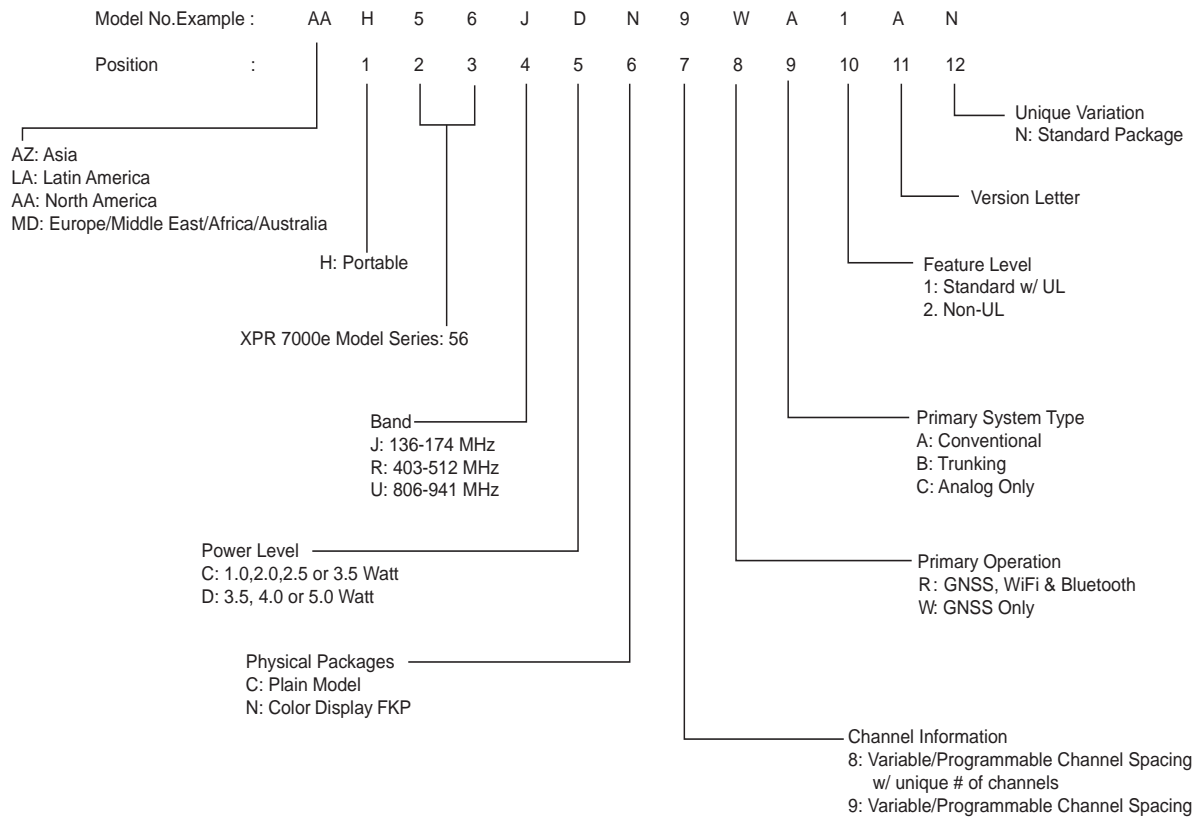 Model No.Example : AA H 5 6 J D N 9 W A 1 A N
Position : 1 2 3 4 5 6 7 8 9 10 11 12
Unique Variation
N: Standard Package
AZ: Asia
LA: Latin America
AA: North America
MD: Europe/Middle East/Africa/Australia
Version Letter
H: Portable
Feature Level
1: Standard w/ UL
2. Non-UL
XPR 7000e Model Series: 56
Band
J: 136-174 MHz
R: 403-512 MHz
U: 806-941 MHz
Primary System Type
A: Conventional
B: Trunking
C: Analog Only
Power Level
C: 1.0,2.0,2.5 or 3.5 Watt
D: 3.5, 4.0 or 5.0 Watt
Primary Operation
R: GNSS, WiFi & Bluetooth
W: GNSS Only
Physical Packages
C: Plain Model
N: Color Display FKP
Channel Information
8: Variable/Programmable Channel Spacing
w/ unique # of channels
9: Variable/Programmable Channel Spacing